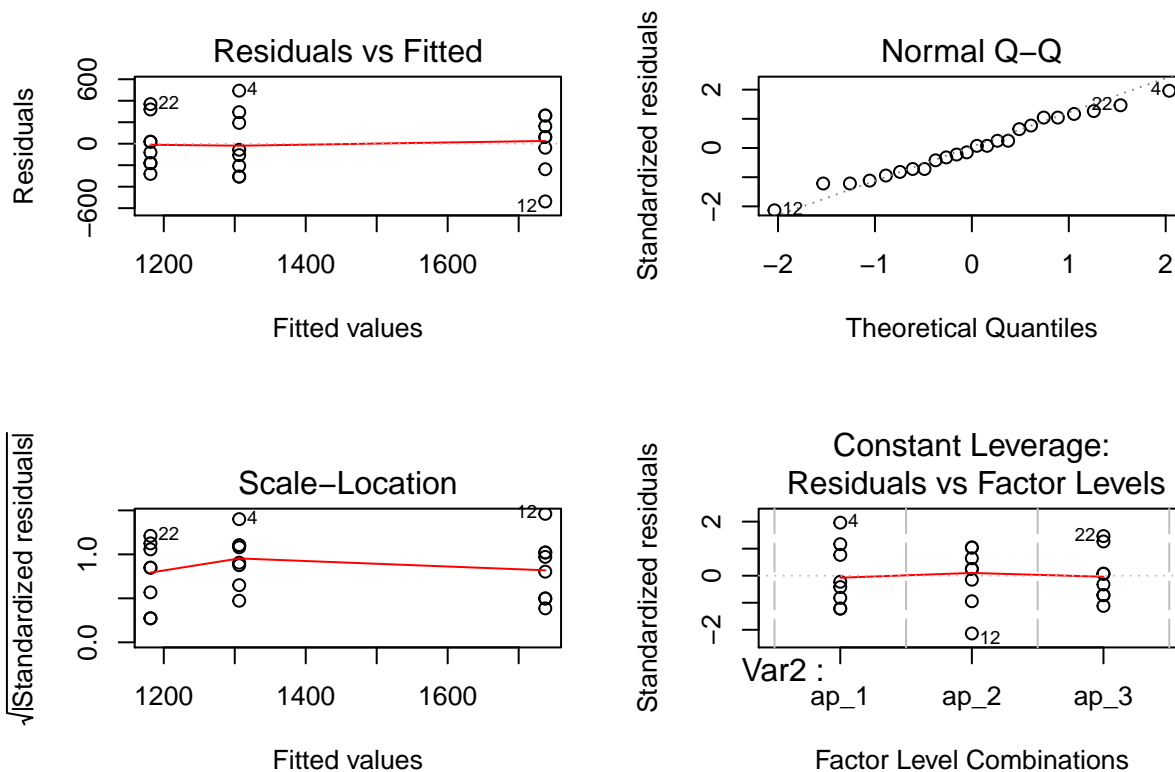 Residuals vs Fitted
Residuals
600
0
−600
22
4
12
1200
1400
1600
Fitted values
Normal Q−Q
Standardized residuals
2
0
−2
12
22
4
−2
−1
0
1
2
Theoretical Quantiles
Scale−Location
√|Standardized residuals|
1.0
0.0
22
4
12
1200
1400
1600
Fitted values
Constant Leverage:
Residuals vs Factor Levels
Standardized residuals
2
0
−2
4
12
22
Var2 :
ap_1
ap_2
ap_3
Factor Level Combinations